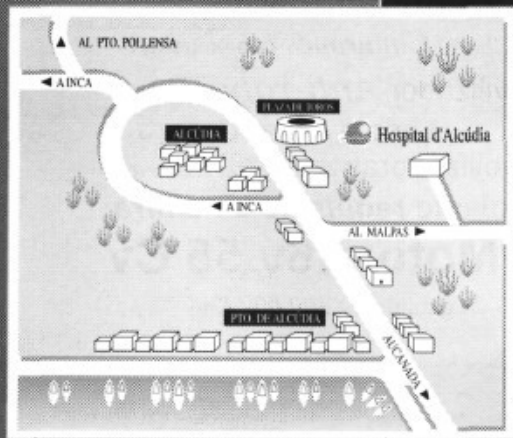 ▲ AL PTO. POLLENSA
◄ A INCA
PLAZA DE TOROS
ALCÚDIA
Hospital d'Alcúdia
◄ A INCA
AL MALPAS ►
PTO. DE ALCÚDIA
AUCANADA ►